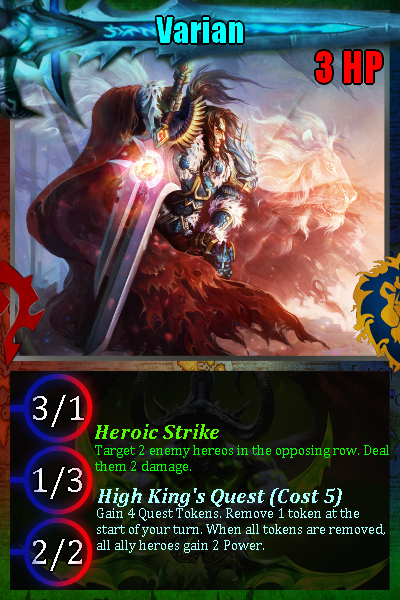 Varian
3 HP
3/1
Heroic Strike
Target 2 enemy hereos in the opposing row. Deal
them 2 damage.
1/3
High King's Quest (Cost 5)
Gain 4 Quest Tokens. Remove 1 token at the
start of your turn. When all tokens are removed,
all ally heroes gain 2 Power.
2/2